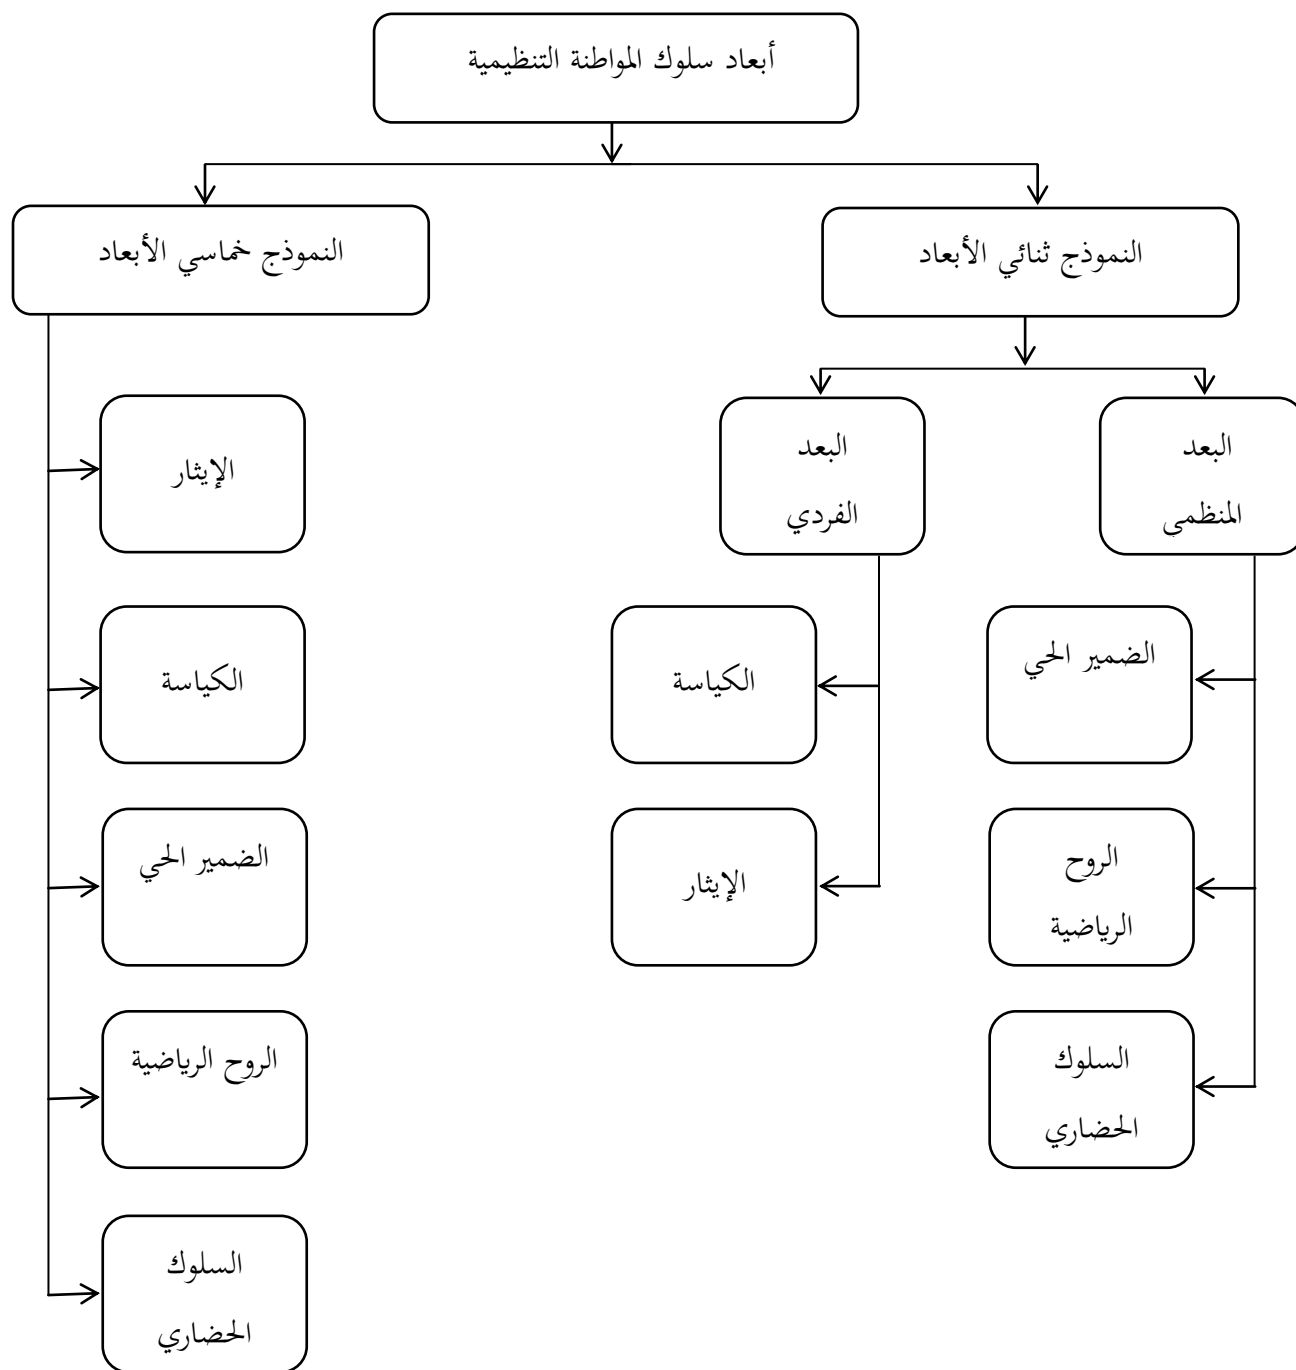 أبعاد سلوك المواطنة التنظيمية
النموذج ثنائي الأبعاد
النموذج خماسي الأبعاد
البعد
المنظمى
البعد
الفردي
الإيثار
الضمير الحي
الكياسة
الكياسة
الروح
الرياضية
الإيثار
الضمير الحي
السلوك
الحضاري
الروح الرياضية
السلوك
الحضاري